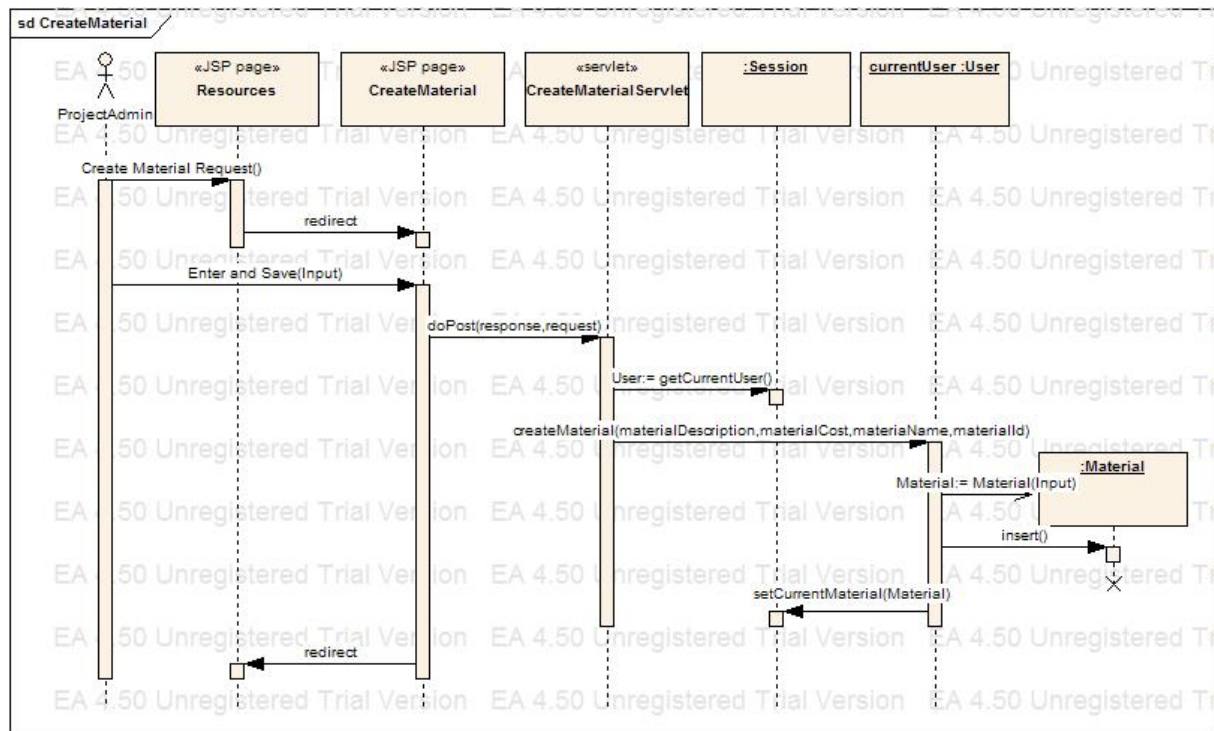 sd CreateMaterial
ProjectAdmin
«JSP page»
Resources
«JSP page»
CreateMaterial
«servlet»
CreateMaterialServlet
:Session
currentUser :User
Create Material Request()
redirect
Enter and Save(Input)
doPost(response,request)
User:= getCurrentUser()
createMaterial(materialDescription,materialCost,materiaName,materialId)
:Material
Material:= Material(Input)
insert()
setCurrentMaterial(Material)
redirect
EA 4.50 Unregistered Trial Version